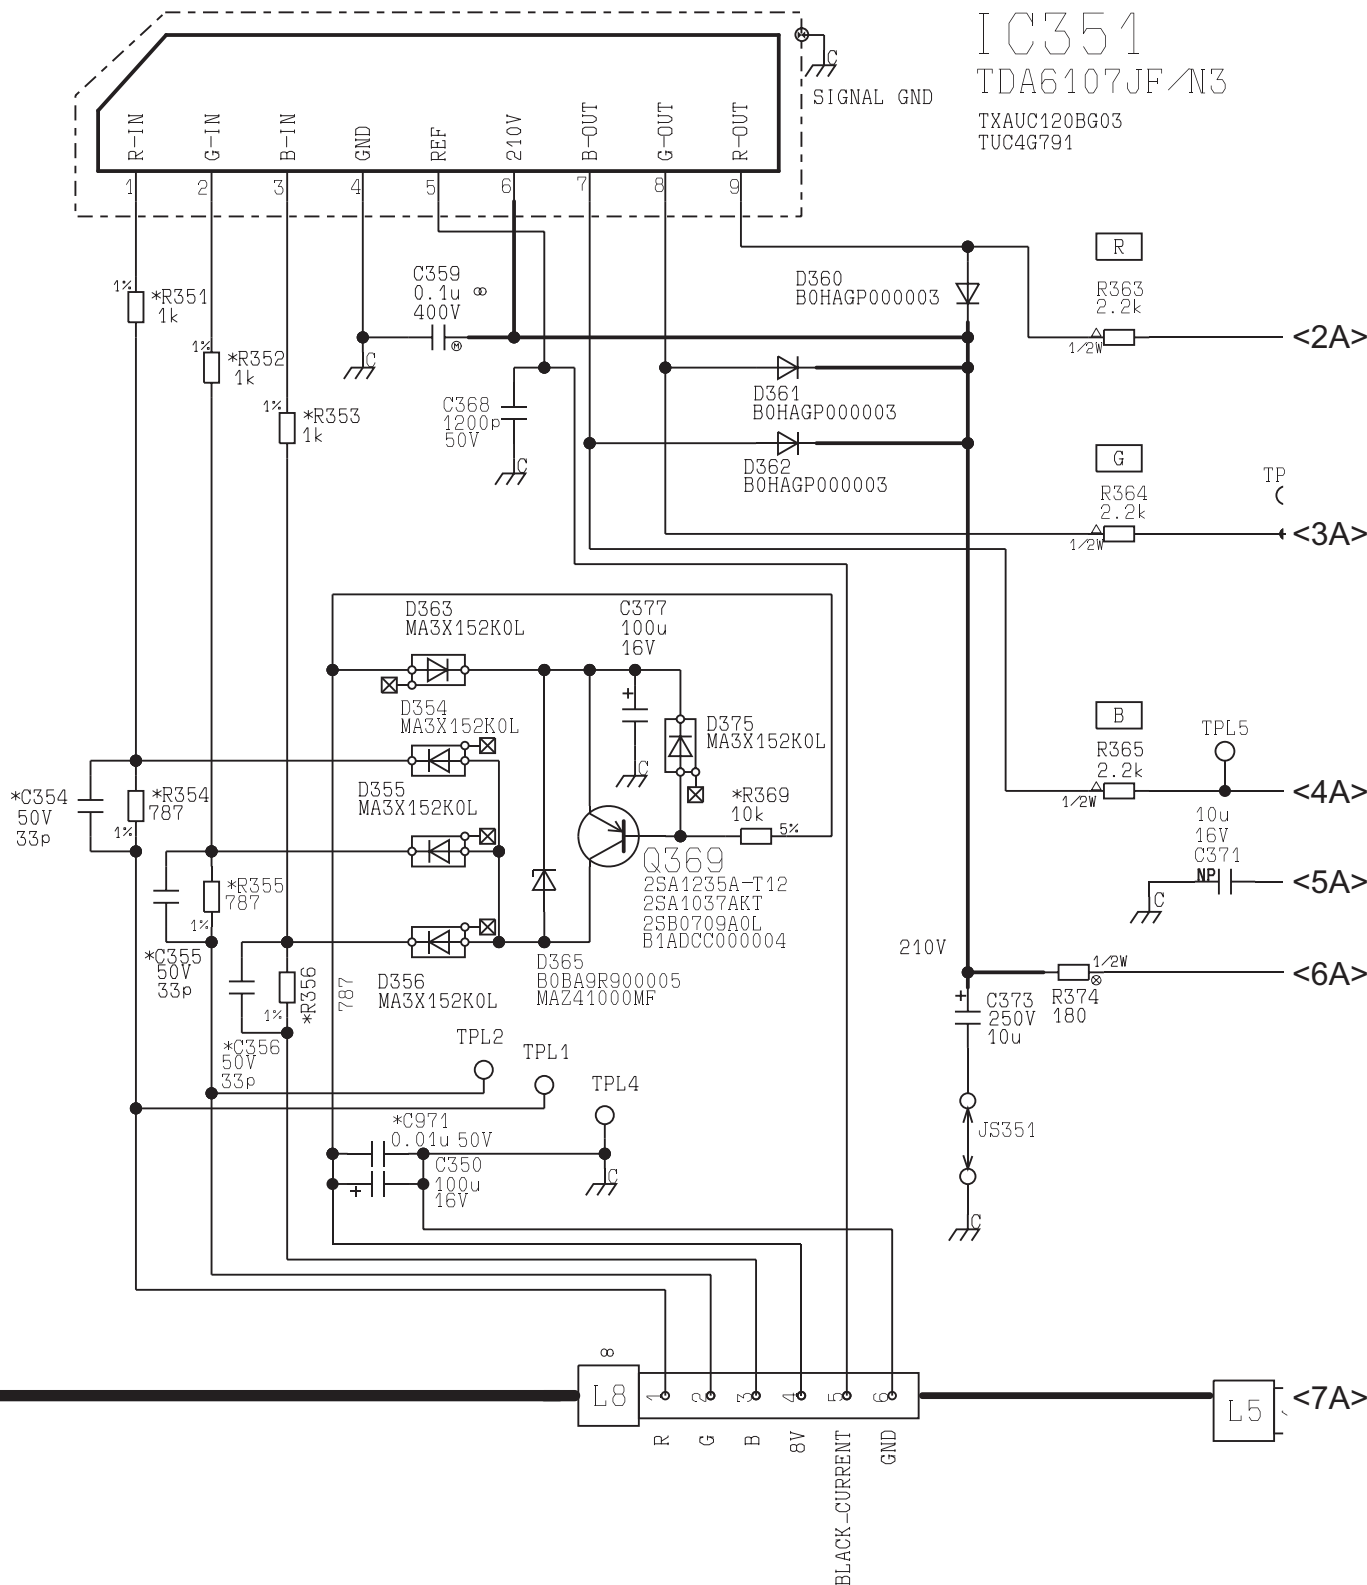 IC351
TDA6107JF/N3
TXAUC120BG03
TUC4G791
C
SIGNAL GND
R-IN
G-IN
B-IN
GND
REF
210V
B-OUT
G-OUT
R-OUT
1
2
3
4
5
6
7
8
9
R
1%
*R351
1k
C359
0.1u
400V
∞
M
D360
B0HAGP000003
R363
2.2k
1/2W
<2A>
1%
*R352
1k
C
1%
*R353
1k
C368
1200p
50V
C
D361
B0HAGP000003
D362
B0HAGP000003
G
R364
2.2k
1/2W
TP
<3A>
D363
MA3X152K0L
C377
100u
16V
+
C
D354
MA3X152K0L
D375
MA3X152K0L
B
R365
2.2k
1/2W
TPL5
<4A>
*C354
50V
33p
*R354
787
1%
D355
MA3X152K0L
*R369
10k
5%
10u
16V
C371
NP
C
<5A>
Q369
2SA1235A-T12
2SA1037AKT
2SB0709A0L
B1ADCC000004
*R355
787
1%
*C355
50V
33p
D356
MA3X152K0L
D365
B0BA9R900005
MAZ41000MF
210V
1/2W
R374
180
<6A>
+
C373
250V
10u
*R356
787
1%
*C356
50V
33p
TPL2
TPL1
TPL4
JS351
*C971
0.01u 50V
C350
100u
16V
+
C
C
∞
L8
1
2
3
4
5
6
L5
<7A>
R
G
B
8V
BLACK-CURRENT
GND